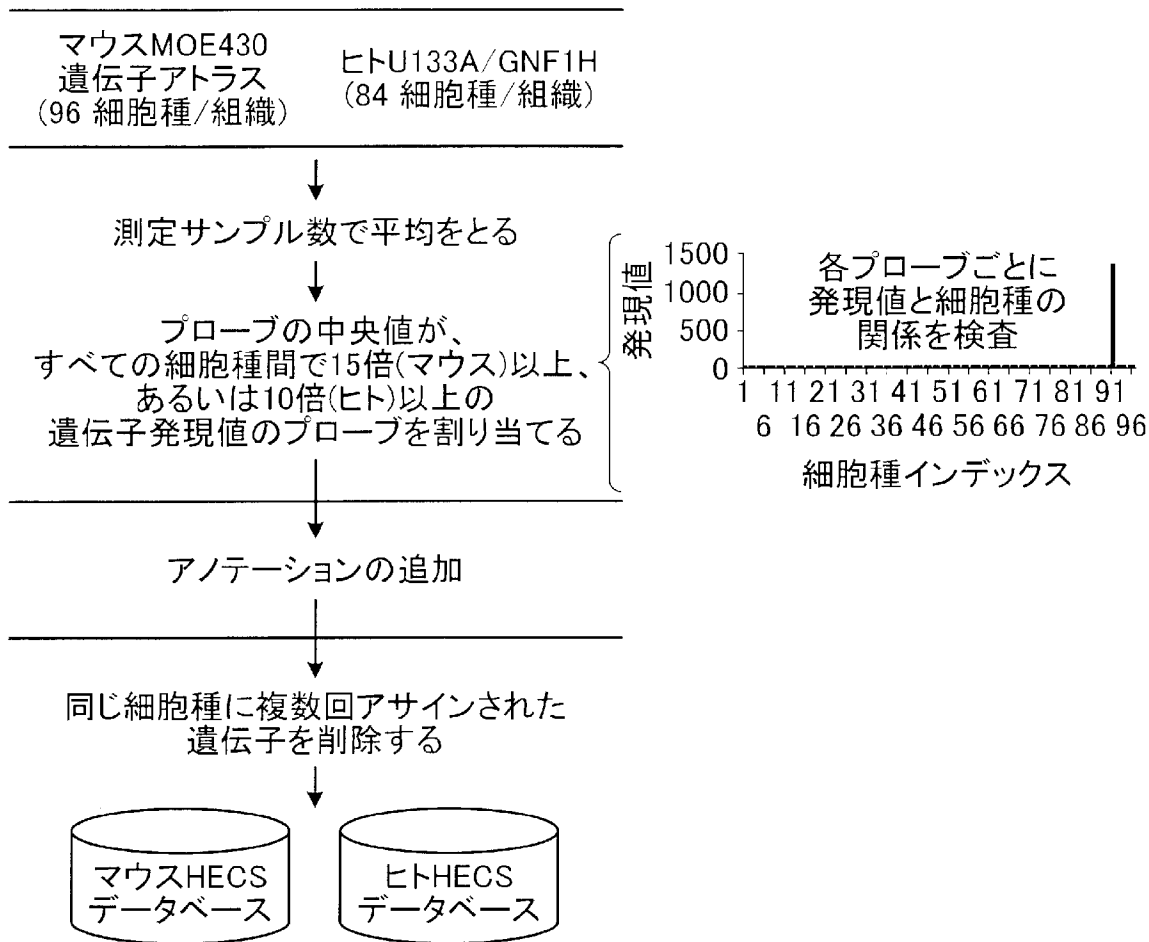 マウスMOE430
遺伝子アトラス
(96 細胞種/組織)
ヒトU133A/GNF1H
(84 細胞種/組織)
測定サンプル数で平均をとる
プローブの中央値が、
すべての細胞種間で15倍(マウス)以上、
あるいは10倍(ヒト)以上の
遺伝子発現値のプローブを割り当てる
発現値
1500
1000
500
0
各プローブごとに
発現値と細胞種の
関係を検査
1 11 21 31 41 51 61 71 81 91
6 16 26 36 46 56 66 76 86 96
細胞種インデックス
アノテーションの追加
同じ細胞種に複数回アサインされた
遺伝子を削除する
マウスHECS
データベース
ヒトHECS
データベース